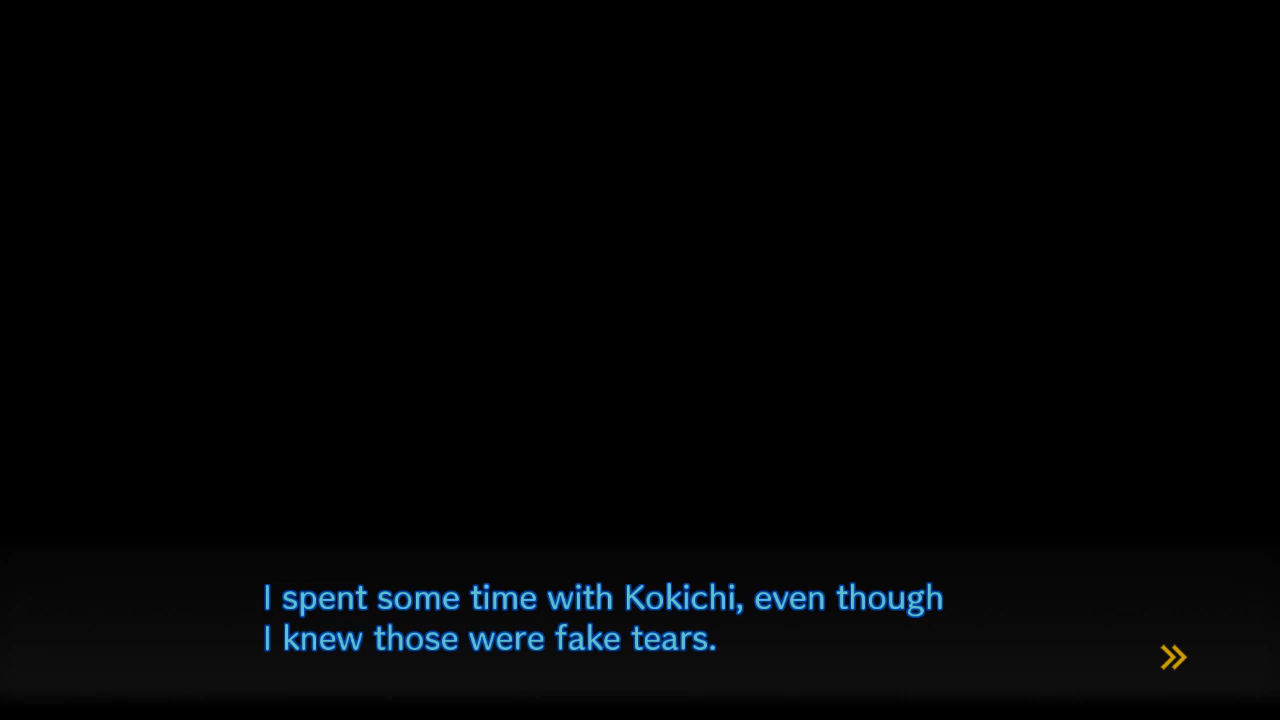 I spent some time with Kokichi, even though
I knew those were fake tears.